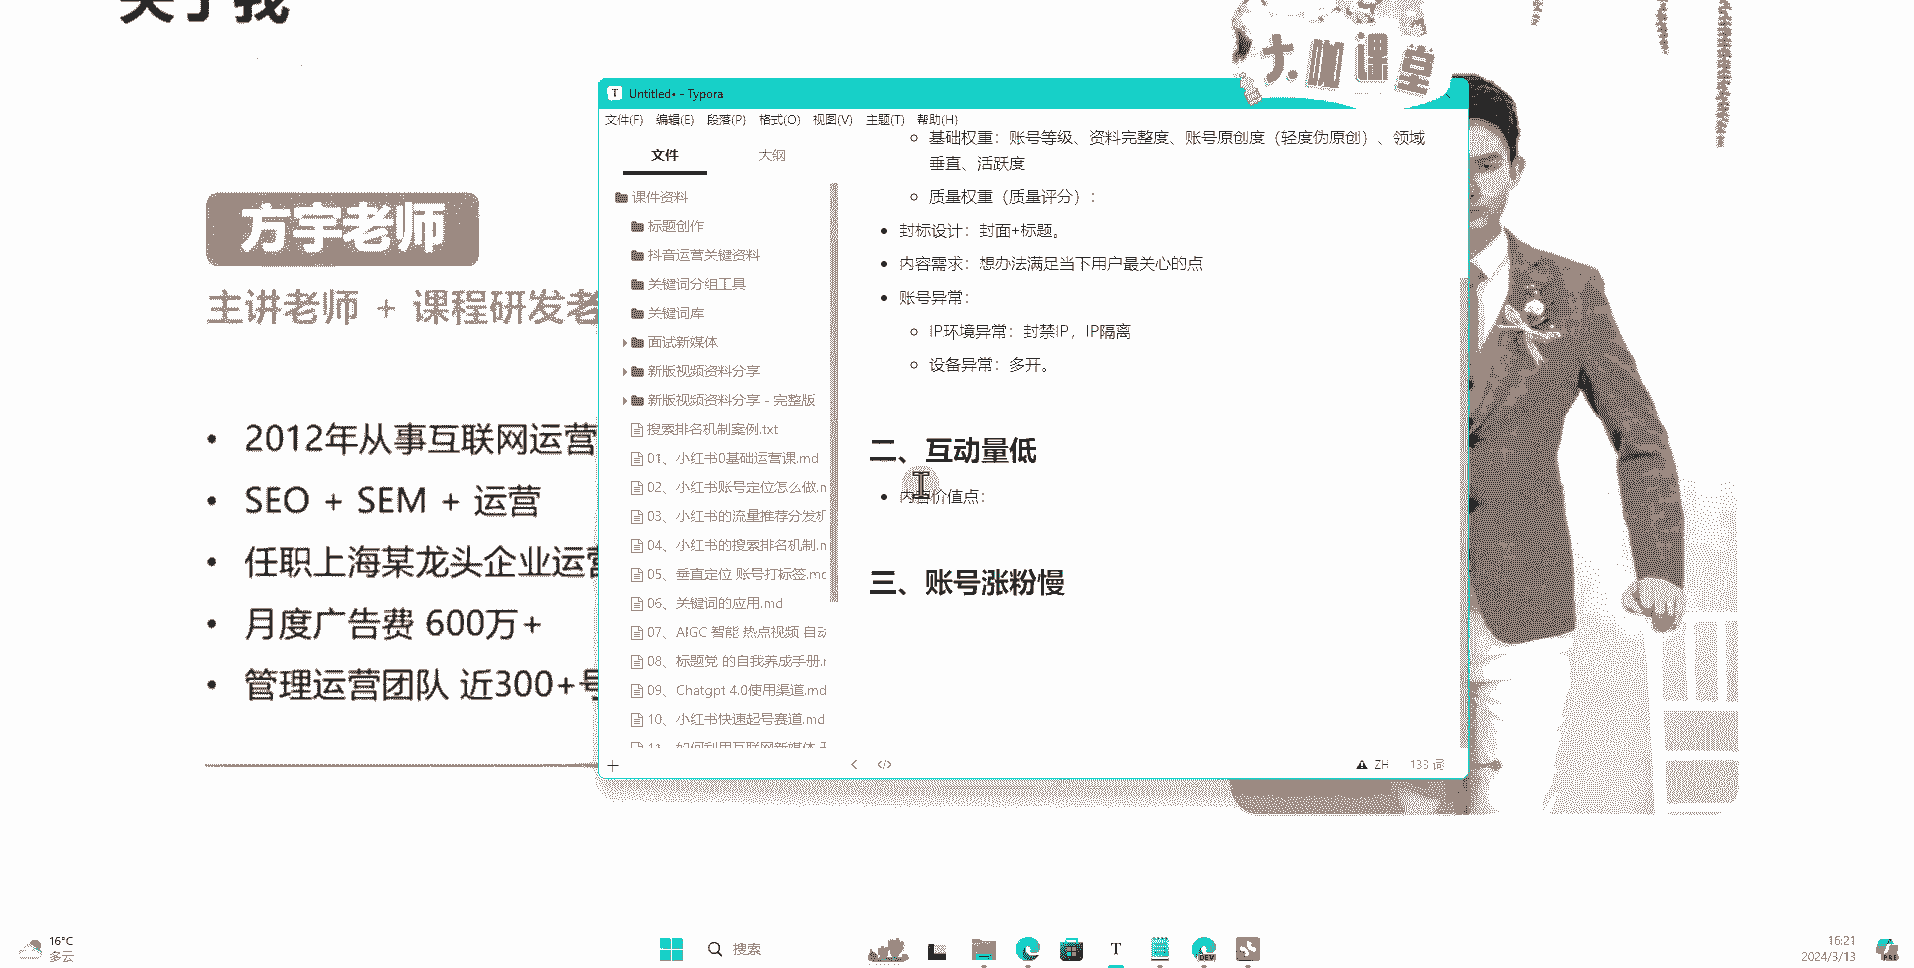 关于我
大咖课堂
方宇老师
主讲老师 + 课程研发老
2012年从事互联网运营
SEO + SEM + 运营
任职上海某龙头企业运营
月度广告费 600万+
管理运营团队 近300+号
Untitled• - Typora
文件(F) 编辑(E) 段落(P) 格式(O) 视图(V) 主题(T) 帮助(H)
文件 大纲
课件资料
标题创作
抖音运营关键资料
关键词分组工具
关键词库
面试新媒体
新版视频资料分享
新版视频资料分享 - 完整版
搜索排名机制案例.txt
01、小红书0基础运营课.md
02、小红书账号定位怎么做.n
03、小红书的流量推荐分发机
04、小红书的搜索排名机制.n
05、垂直定位 账号打标签.mc
06、关键词的应用.md
07、AIGC 智能 热点视频 自动
08、标题党 的自我养成手册.r
09、Chatgpt 4.0使用渠道.md
10、小红书快速起号赛道.md
11、如何利用互联网新媒体
基础权重：账号等级、资料完整度、账号原创度（轻度伪原创）、领域
垂直、活跃度
质量权重（质量评分）：
封标设计：封面+标题。
内容需求：想办法满足当下用户最关心的点
账号异常：
IP环境异常：封禁IP，IP隔离
设备异常：多开。
二、互动量低
内容价值点：
三、账号涨粉慢
ZH 133 词
16°C
多云
搜索
16:21
2024/3/13